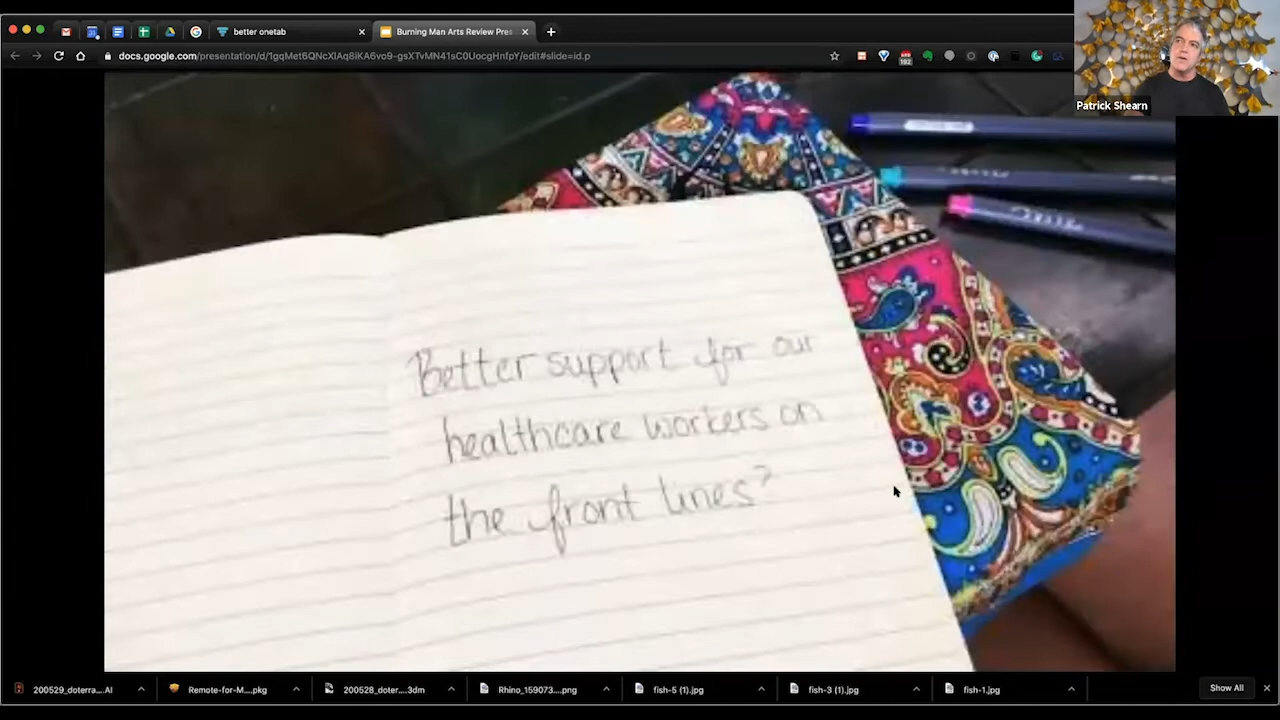 better onetab
Burning Man Arts Review Pres
docs.google.com/presentation/d/1gqMet6QNcXIAq8iKA6vo9-gsXTvMN41sC0UocgHnfpY/edit#slide=id.p
192
Patrick Shearn
Better support for our
healthcare workers on
the front lines?
200529_doterra....AI
Remote-for-M....pkg
200528_doter....3dm
Rhino_159073....png
fish-5 (1).jpg
fish-3 (1).jpg
fish-1.jpg
Show All